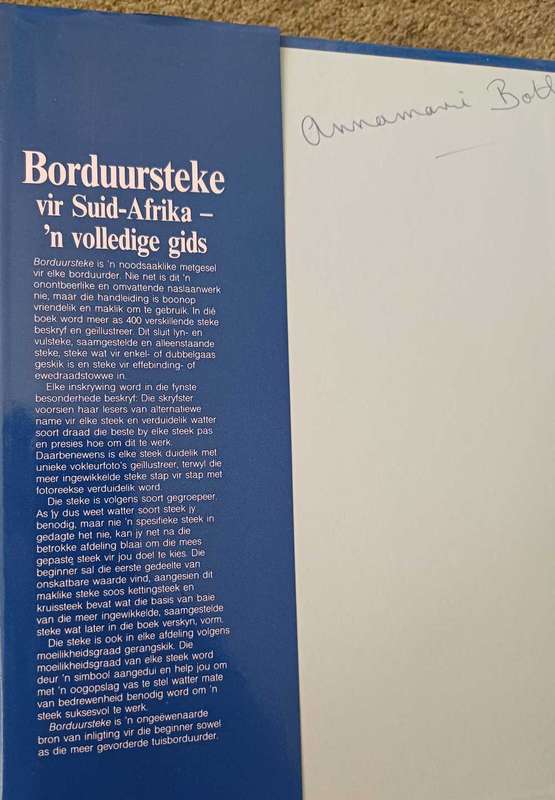 Borduursteke
vir Suid-Afrika –
'n volledige gids
Borduursteke is 'n noodsaaklike metgesel
vir elke borduurder. Nie net is dit 'n
onontbeerlike en omvattende naslaanwerk
nie, maar die handleiding is boonop
vriendelik en maklik om te gebruik. In dié
boek word meer as 400 verskillende steke
beskryf en geïllustreer. Dit sluit lyn- en
vulsteke, saamgestelde en alleenstaande
steke, steke wat vir enkel- of dubbelgaas
geskik is en steke vir effebinding- of
ewedraadstowwe in.
Elke inskrywing word in die fynste
besonderhede beskryf: Die skryfster
voorsien haar lesers van alternatiewe
name vir elke steek en verduidelik watter
soort draad die beste by elke steek pas
en presies hoe om dit te werk.
Daarbenewens is elke steek duidelik met
unieke vokleurfoto's geïllustreer, terwyl die
meer ingewikkelde steke stap vir stap met
fotoreekse verduidelik word.
Die steke is volgens soort gegroepeer.
As jy dus weet watter soort steek jy
benodig, maar nie 'n spesifieke steek in
gedagte het nie, kan jy net na die
betrokke afdeling blaai om die mees
gepaste steek vir jou doel te kies. Die
beginner sal die eerste gedeelte van
onskatbare waarde vind, aangesien dit
maklike steke soos kettingsteek en
kruissteek bevat wat die basis van baie
van die meer ingewikkelde, saamgestelde
steke wat later in die boek verskyn, vorm.
Die steke is ook in elke afdeling volgens
moeilikheidsgraad gerangskik. Die
moeilikheidsgraad van elke steek word
deur 'n simbool aangedui en help jou om
met 'n oogopslag vas te stel watter mate
van bedrewenheid benodig word om 'n
steek suksesvol te werk.
Borduursteke is 'n ongeëwenaarde
bron van inligting vir die beginner sowel
as die meer gevorderde tuisborduurder.
Annamari